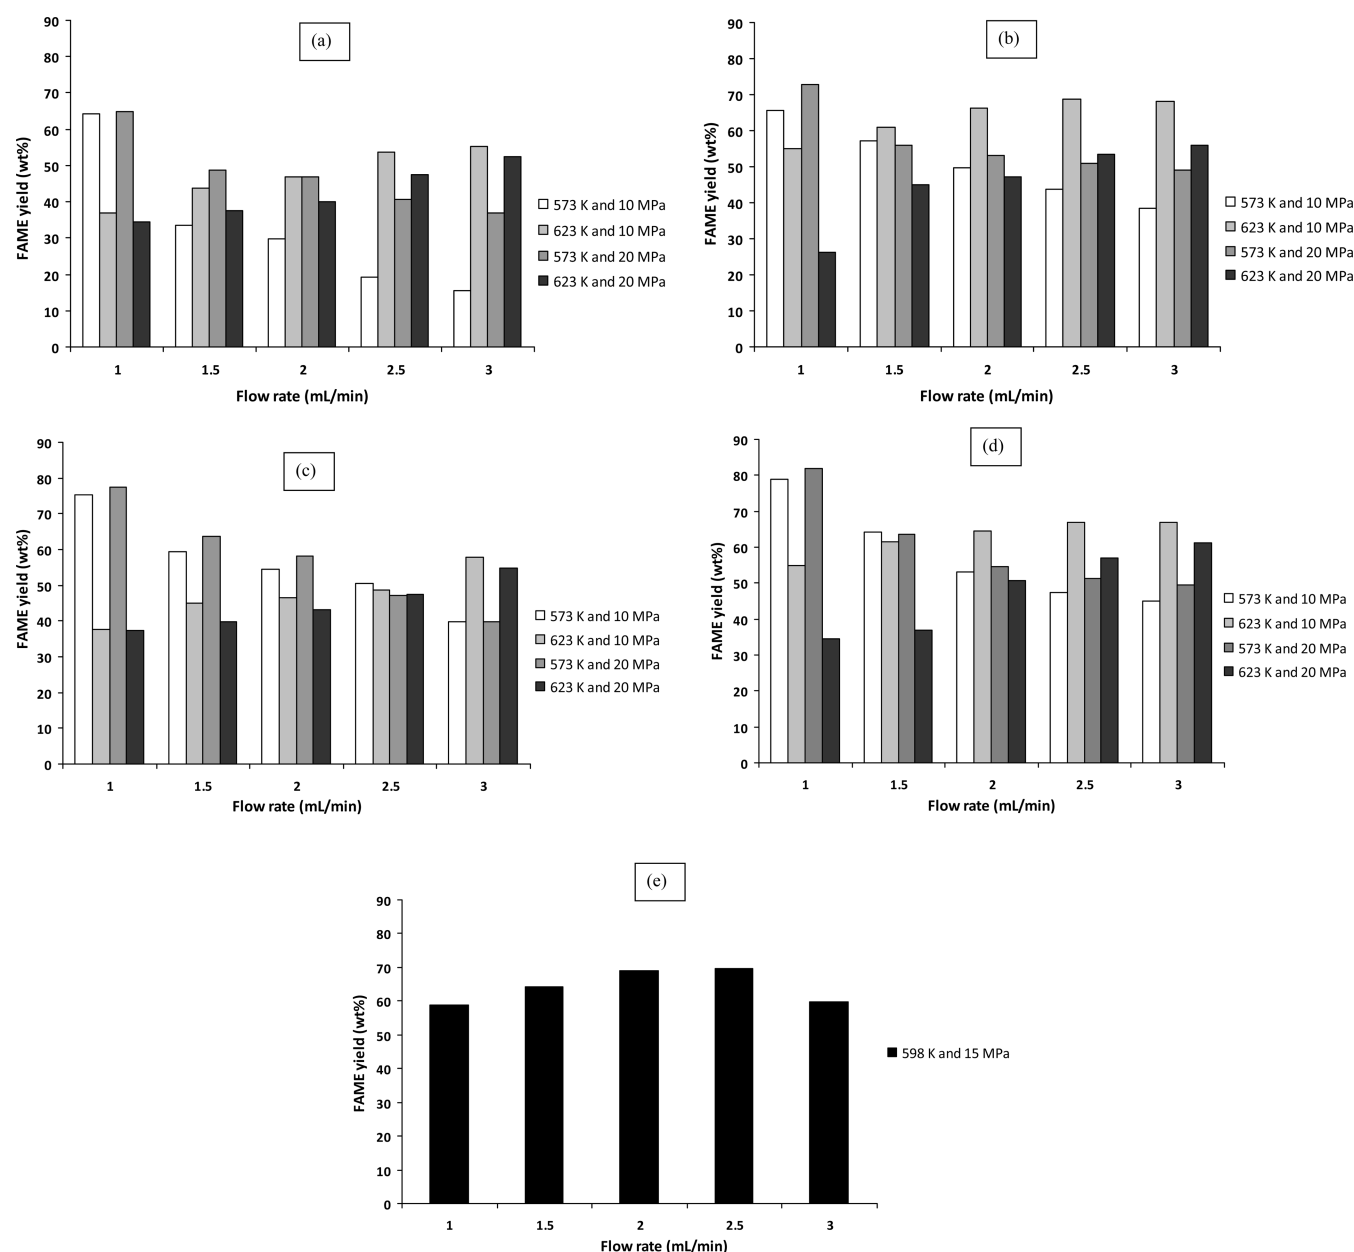 (a)
90
80
70
60
50
40
30
20
10
0
FAME yield (wt%)
1 1.5 2 2.5 3
Flow rate (mL/min)
573 K and 10 MPa
623 K and 10 MPa
573 K and 20 MPa
623 K and 20 MPa
(b)
90
80
70
60
50
40
30
20
10
0
FAME yield (wt%)
1 1.5 2 2.5 3
Flow rate (mL/min)
573 K and 10 MPa
623 K and 10 MPa
573 K and 20 MPa
623 K and 20 MPa
(c)
90
80
70
60
50
40
30
20
10
0
FAME yield (wt%)
1 1.5 2 2.5 3
Flow rate (mL/min)
573 K and 10 MPa
623 K and 10 MPa
573 K and 20 MPa
623 K and 20 MPa
(d)
90
80
70
60
50
40
30
20
10
0
FAME yield (wt%)
1 1.5 2 2.5 3
Flow rate (mL/min)
573 K and 10 MPa
623 K and 10 MPa
573 K and 20 MPa
623 K and 20 MPa
(e)
90
80
70
60
50
40
30
20
10
0
FAME yield (wt%)
1 1.5 2 2.5 3
Flow rate (mL/min)
598 K and 15 MPa